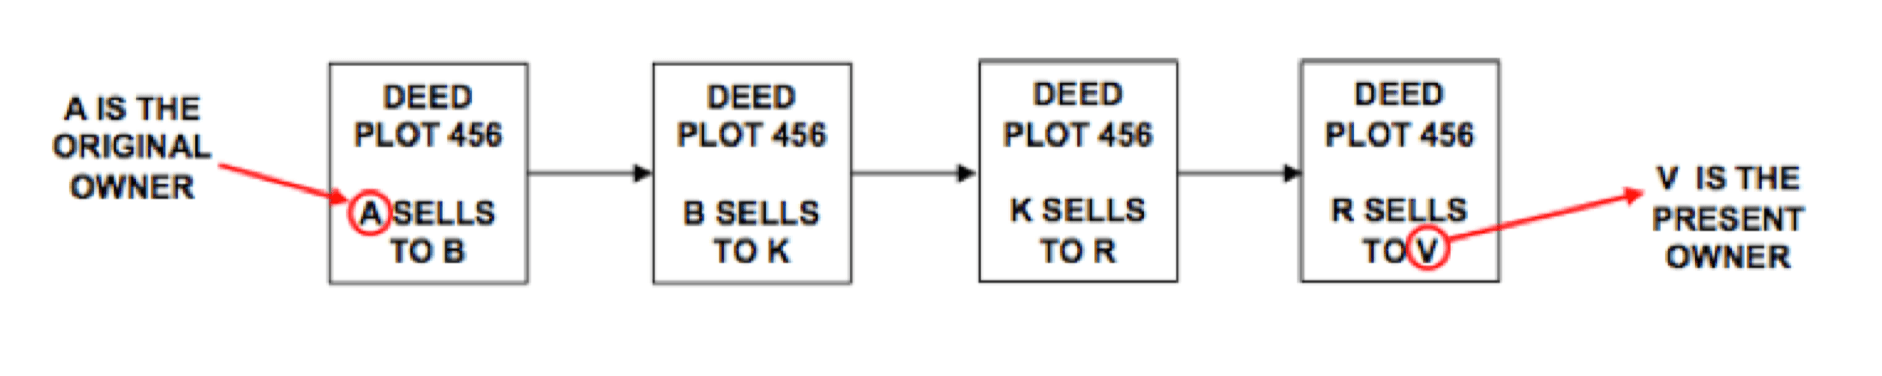 A IS THE
ORIGINAL
OWNER
DEED
PLOT 456
A SELLS
TO B
DEED
PLOT 456
B SELLS
TO K
DEED
PLOT 456
K SELLS
TO R
DEED
PLOT 456
R SELLS
TO V
V IS THE
PRESENT
OWNER